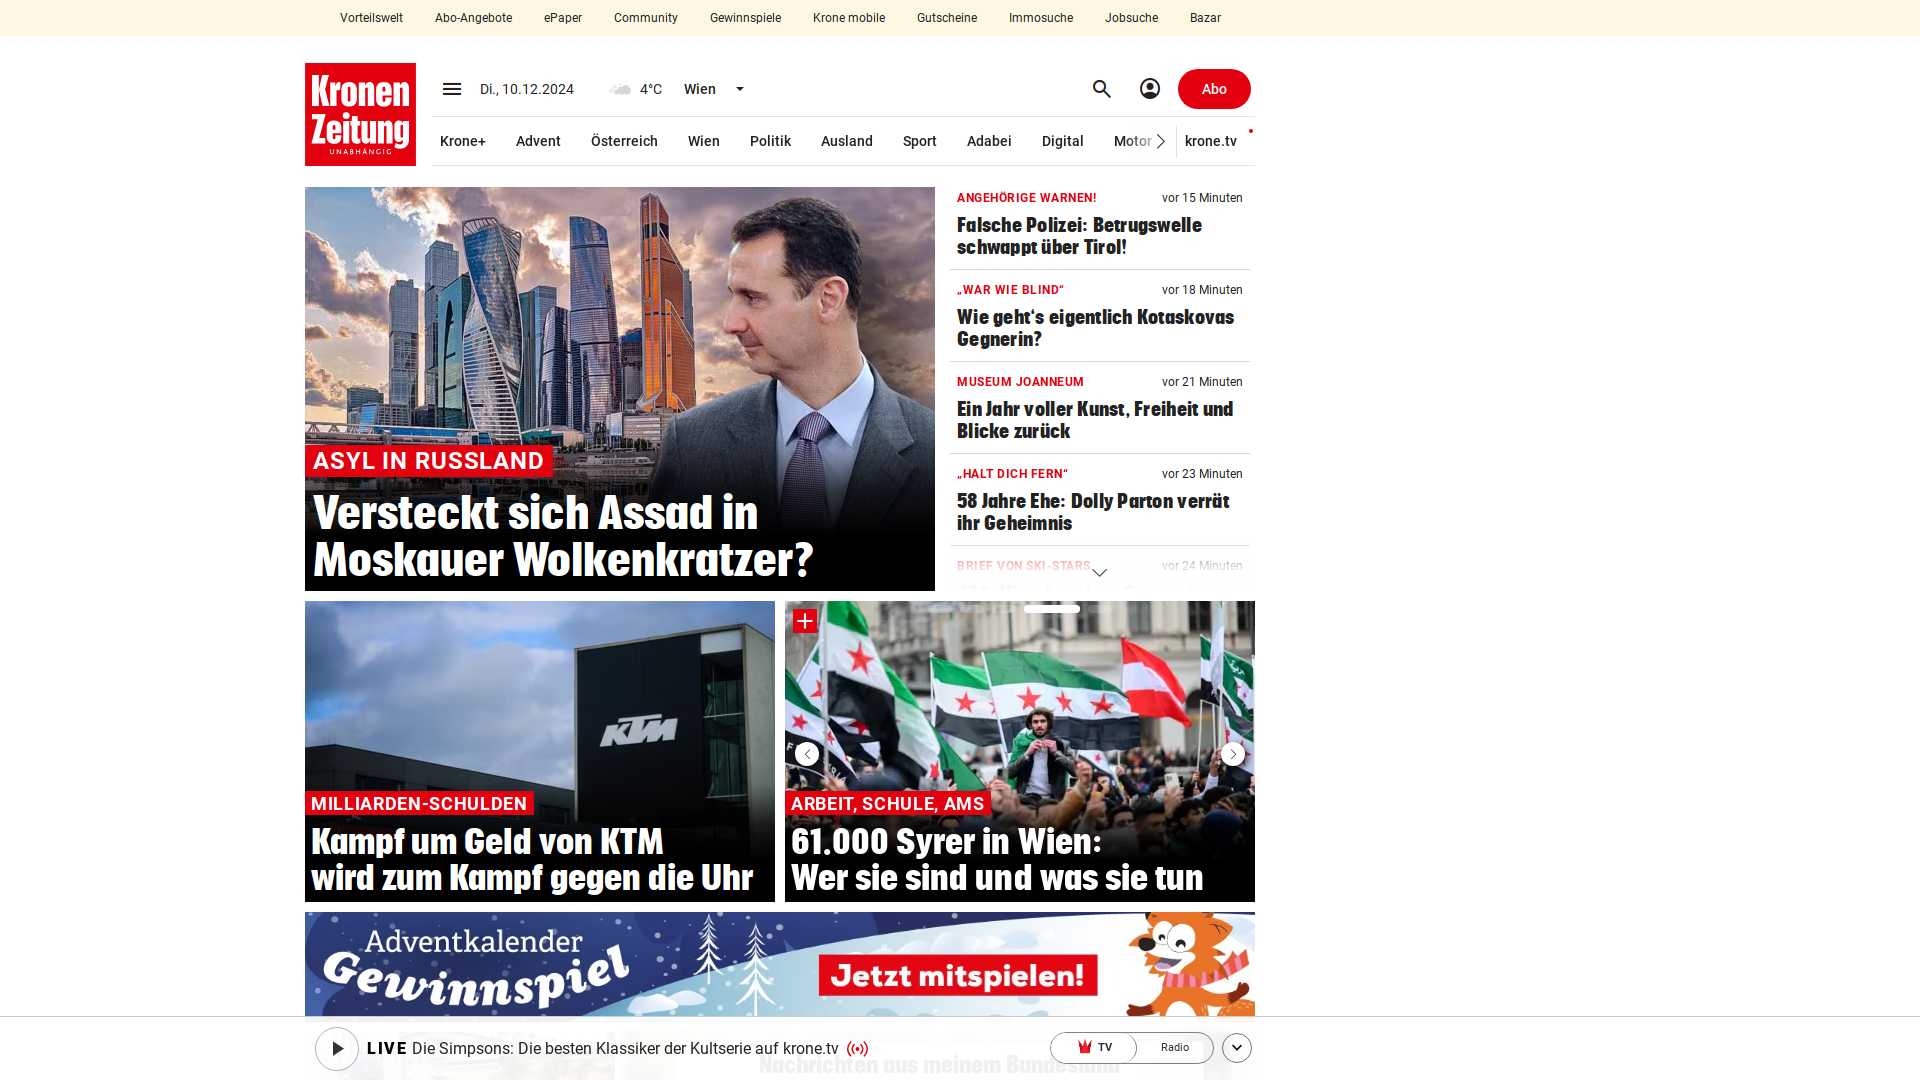 Vorteilswelt Abo-Angebote ePaper Community Gewinnspiele Krone mobile Gutscheine Immosuche Jobsuche Bazar
Kronen
Zeitung
UNABHÄNGIG
Di., 10.12.2024 4°C Wien
Abo
Krone+ Advent Österreich Wien Politik Ausland Sport Adabei Digital Motor krone.tv
ASYL IN RUSSLAND
Versteckt sich Assad in
Moskauer Wolkenkratzer?
ANGEHÖRIGE WARNEN! vor 15 Minuten
Falsche Polizei: Betrugswelle
schwappt über Tirol!
„WAR WIE BLIND“ vor 18 Minuten
Wie geht‘s eigentlich Kotaskovas
Gegnerin?
MUSEUM JOANNEUM vor 21 Minuten
Ein Jahr voller Kunst, Freiheit und
Blicke zurück
„HALT DICH FERN“ vor 23 Minuten
58 Jahre Ehe: Dolly Parton verrät
ihr Geheimnis
BRIEF VON SKI-STARS vor 24 Minuten
KTM
MILLIARDEN-SCHULDEN
Kampf um Geld von KTM
wird zum Kampf gegen die Uhr
ARBEIT, SCHULE, AMS
61.000 Syrer in Wien:
Wer sie sind und was sie tun
Adventkalender
Gewinnspiel
Jetzt mitspielen!
LIVE Die Simpsons: Die besten Klassiker der Kultserie auf krone.tv
TV Radio
Nachrichten aus meinem Bundesland